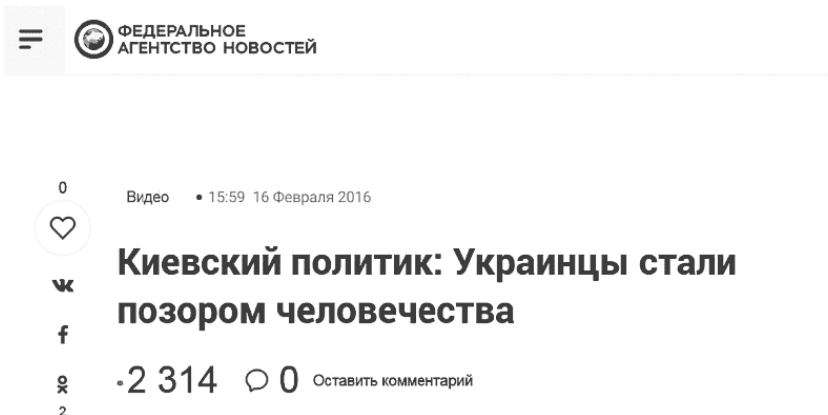 ФЕДЕРАЛЬНОЕ
АГЕНТСТВО НОВОСТЕЙ
0
Видео • 15:59 16 Февраля 2016
Киевский политик: Украинцы стали
позором человечества
2 314 0 Оставить комментарий
2